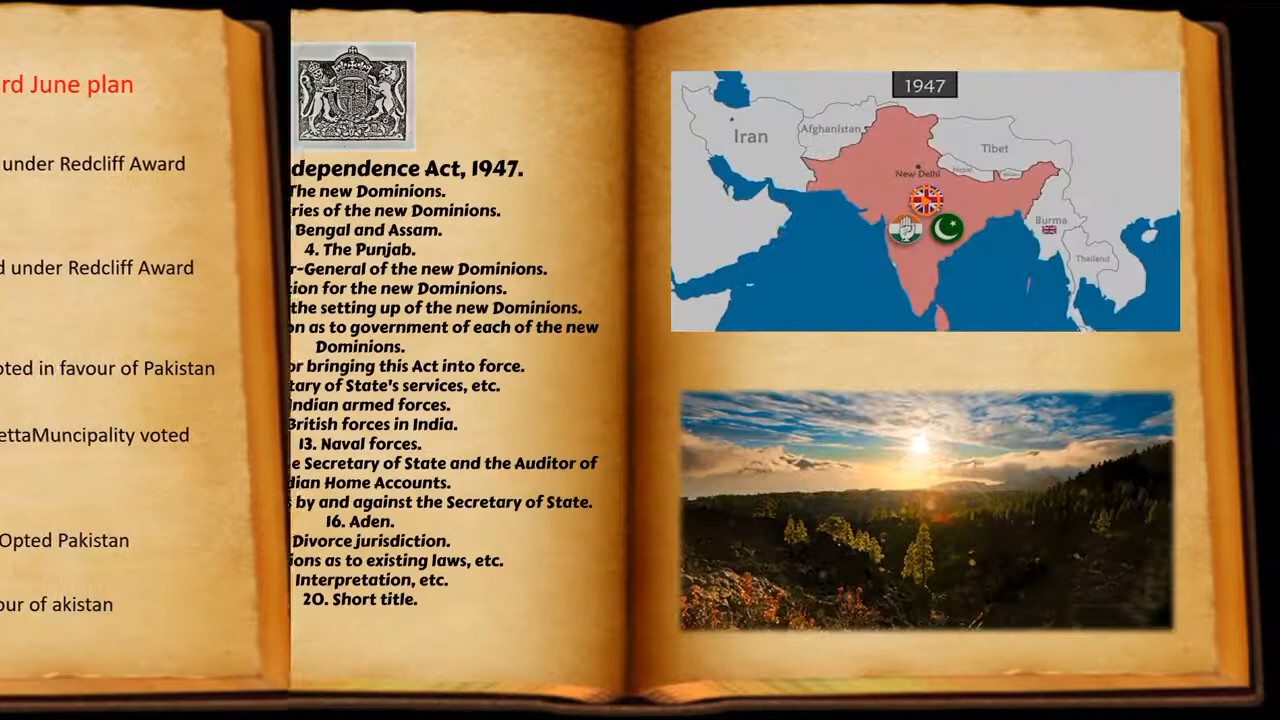 rd June plan
under Redcliff Award
d under Redcliff Award
oted in favour of Pakistan
ettaMuncipality voted
Opted Pakistan
our of akistan
dependence Act, 1947.
The new Dominions.
ries of the new Dominions.
Bengal and Assam.
4. The Punjab.
r-General of the new Dominions.
tion for the new Dominions.
the setting up of the new Dominions.
on as to government of each of the new
Dominions.
or bringing this Act into force.
tary of State's services, etc.
Indian armed forces.
British forces in India.
13. Naval forces.
e Secretary of State and the Auditor of
dian Home Accounts.
s by and against the Secretary of State.
16. Aden.
Divorce jurisdiction.
ions as to existing laws, etc.
Interpretation, etc.
20. Short title.
1947
Iran
Afghanistan
Tibet
New Delhi
Nepal
Burma
Thailand